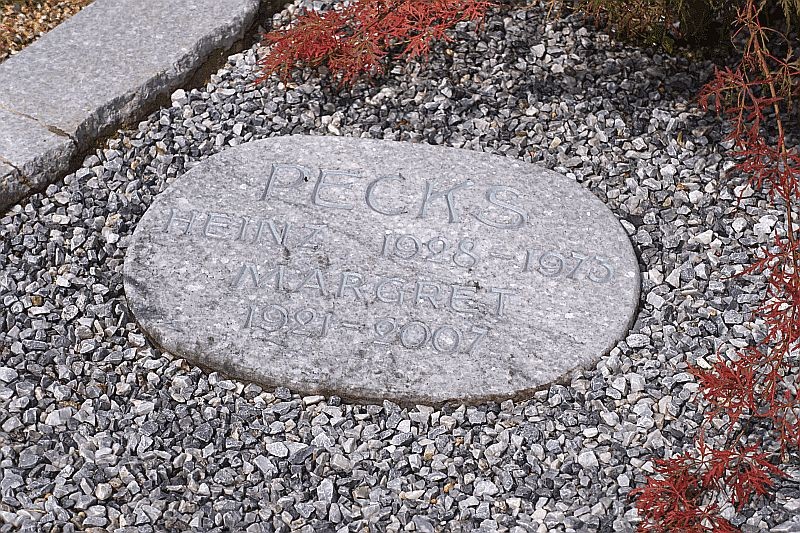 PECKS
HEINZ 1928-1975
MARGRET
1921-2007